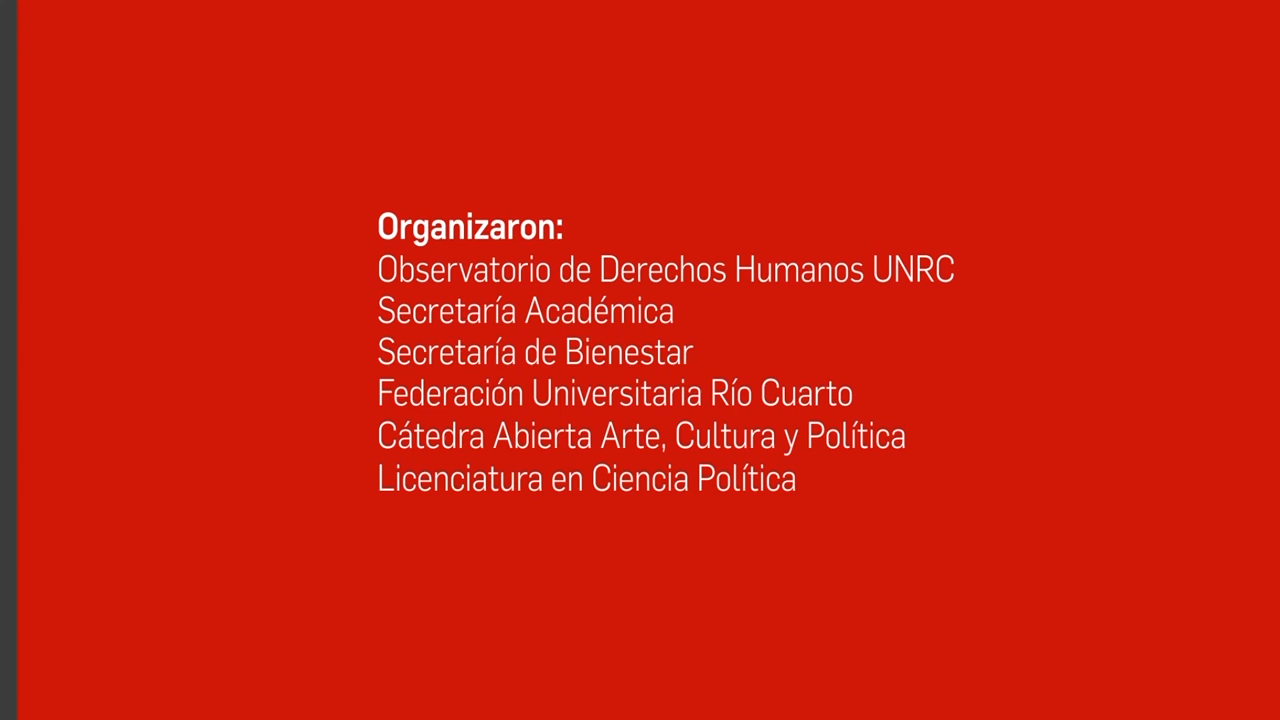 Organizaron:
Observatorio de Derechos Humanos UNRC
Secretaría Académica
Secretaría de Bienestar
Federación Universitaria Río Cuarto
Cátedra Abierta Arte, Cultura y Política
Licenciatura en Ciencia Política